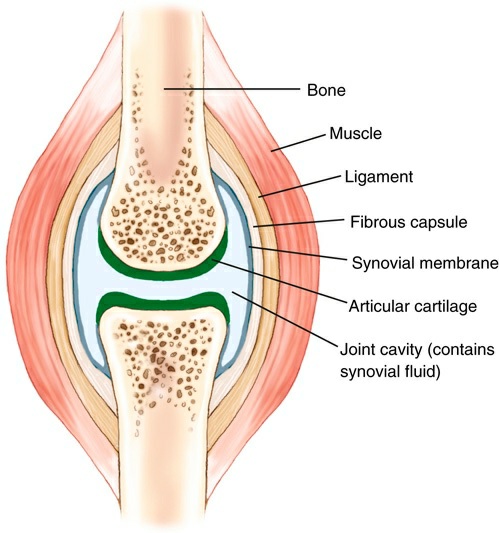 Bone
Muscle
Ligament
Fibrous capsule
Synovial membrane
Articular cartilage
Joint cavity (contains
synovial fluid)